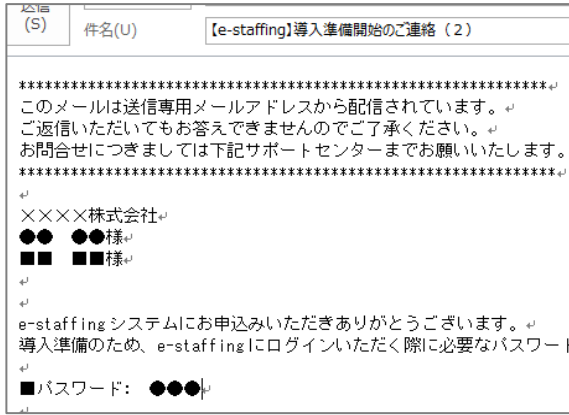 送信
(S)
件名(U)
【e-staffing】導入準備開始のご連絡（2）
**************************************************************
このメールは送信専用メールアドレスから配信されています。↵
ご返信いただいてもお答えできませんのでご了承ください。↵
お問合せにつきましては下記サポートセンターまでお願いいたします。
**************************************************************↵
↵
××××株式会社↵
●●　●●様↵
■■　■■様↵
↵
↵
e-staffingシステムにお申込みいただきありがとうございます。↵
導入準備のため、e-staffingにログインいただく際に必要なパスワード
↵
■パスワード:　●●●↵